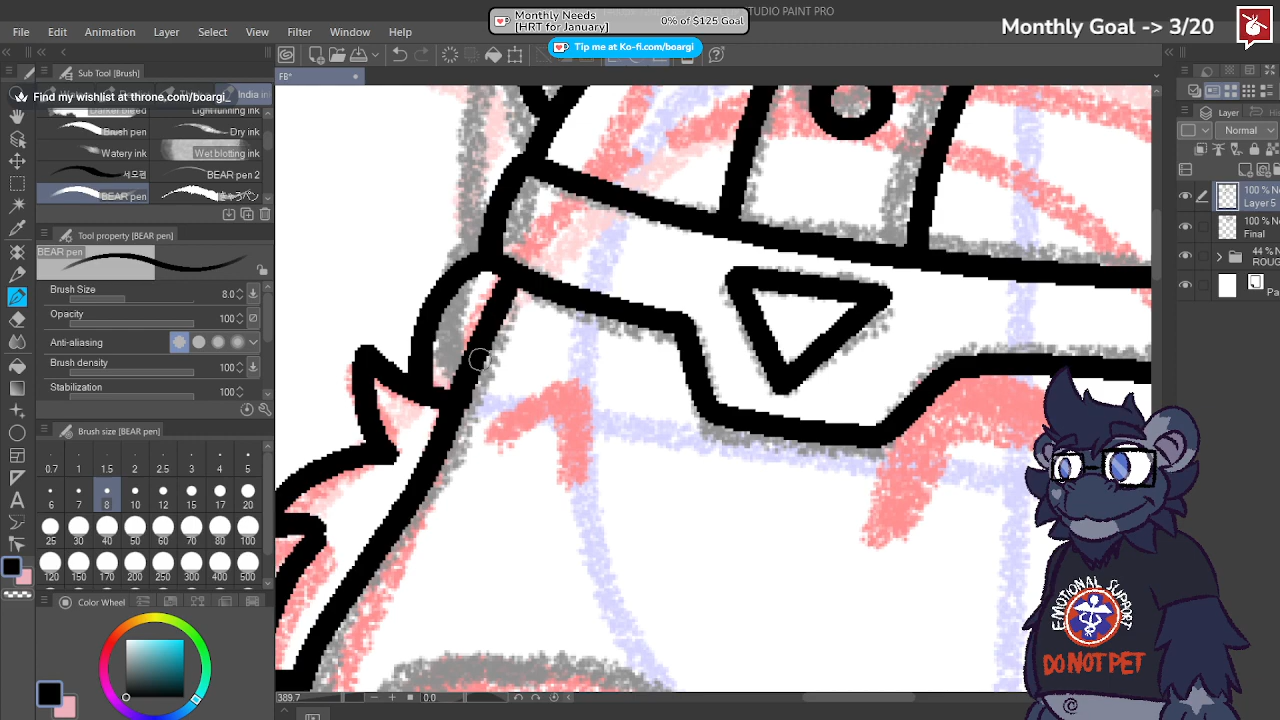 Monthly Needs
[HRT for January]
0% of $125 Goal
STUDIO PAINT PRO
Monthly Goal -> 3/20
File Edit Animation Layer Select View Filter Window Help
Tip me at Ko-fi.com/boargi
Sub Tool [Brush]
FB*
Find my wishlist at throne.com/boargi_
India in
Brush pen
Dry ink
Watery ink
Wet blotting ink
BEAR pen 2
BEAR pen
Tool property [BEAR pen]
BEAR pen
Brush Size 8.0
Opacity 100
Anti-aliasing
Brush density 100
Stabilization 100
Brush size [BEAR pen]
0.7 1 1.5 2 2.5 3 4 5
6 7 8 10 12 15 17 20
25 30 40 50 60 70 80 100
120 150 170 200 250 300 400 500
Color Wheel
Layer
Normal
100 % N
Layer 5
100 % N
Final
44 % N
ROUG
Pa
389.7
0.0
EMOTIONAL SUPPORT
DO NOT PET